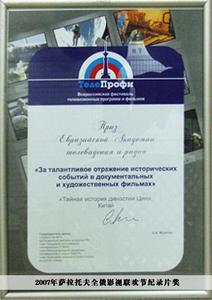 ТелеПрофи
Всероссийский фестиваль
телевизионных программ и фильмов
Приз
Евразийской Академии
телевидения и радио
«За талантливое отражение исторических
событий в документальных
и художественных фильмах»
«Тайная история династии Цин»,
Китай
2007年萨拉托夫全俄影视联欢节纪录片奖